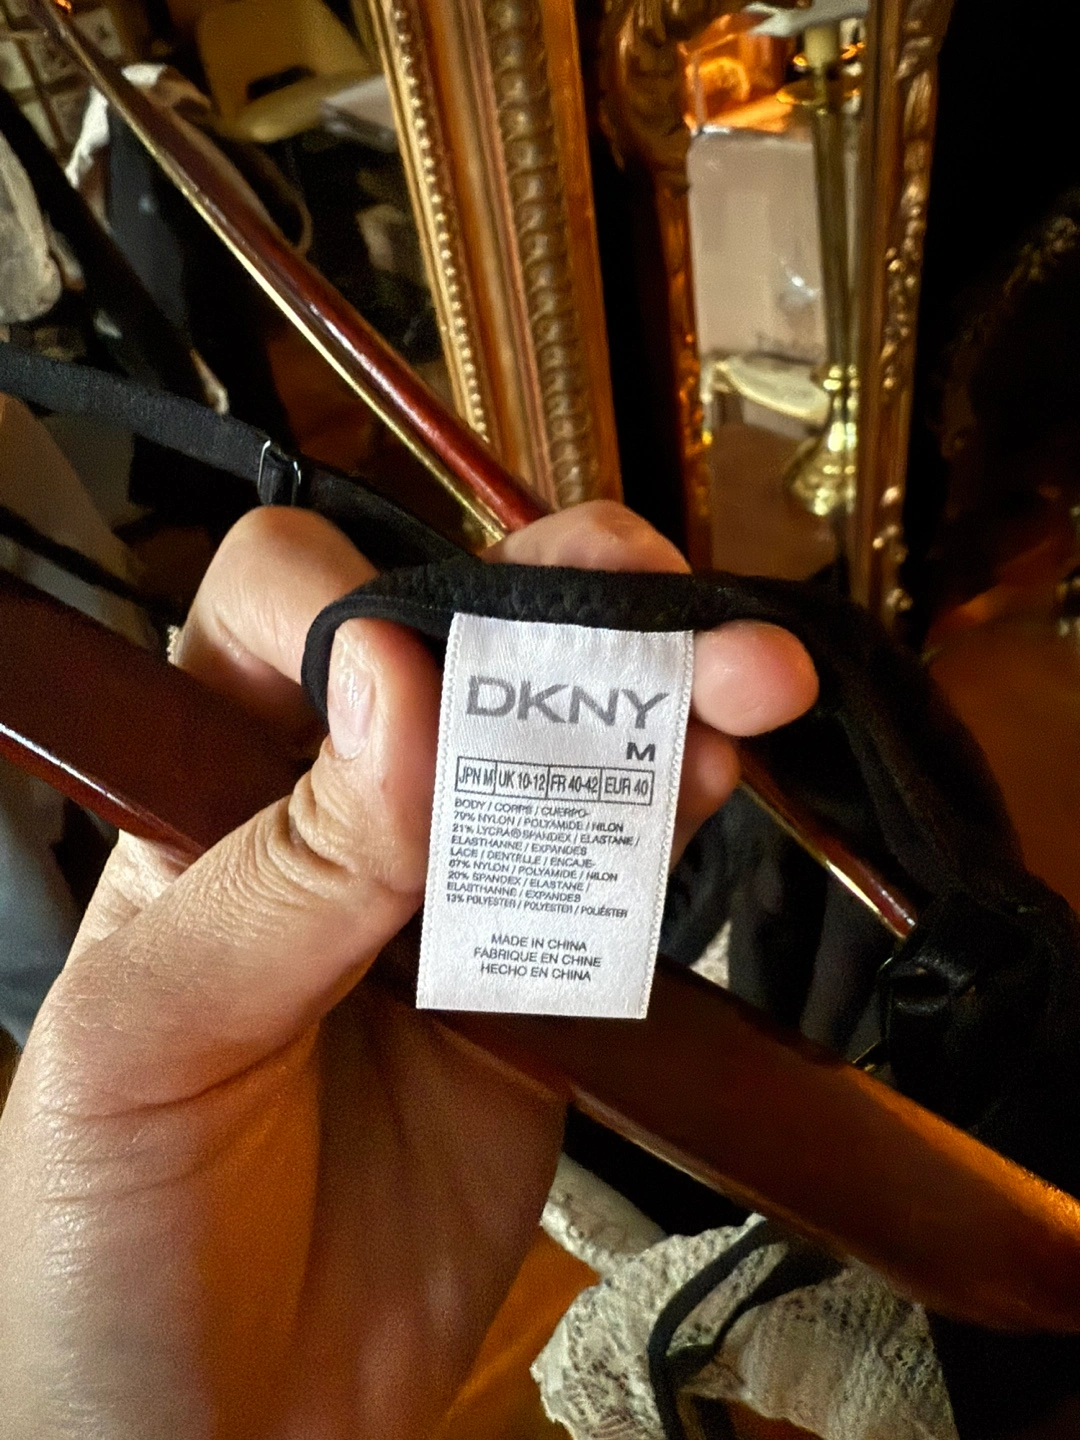 DKNY
M
JPN M UK 10-12 FR 40-42 EUR 40
BODY / CORPS / CUERPO-
79% NYLON / POLYAMIDE / NILON
21% LYCRA® SPANDEX / ELASTANE /
ELASTHANNE / EXPANDES
LACE / DENTELLE / ENCAJE-
67% NYLON / POLYAMIDE / NILON
20% SPANDEX / ELASTANE /
ELASTHANNE / EXPANDES
13% POLYESTER / POLYESTER / POLIÉSTER
MADE IN CHINA
FABRIQUE EN CHINE
HECHO EN CHINA